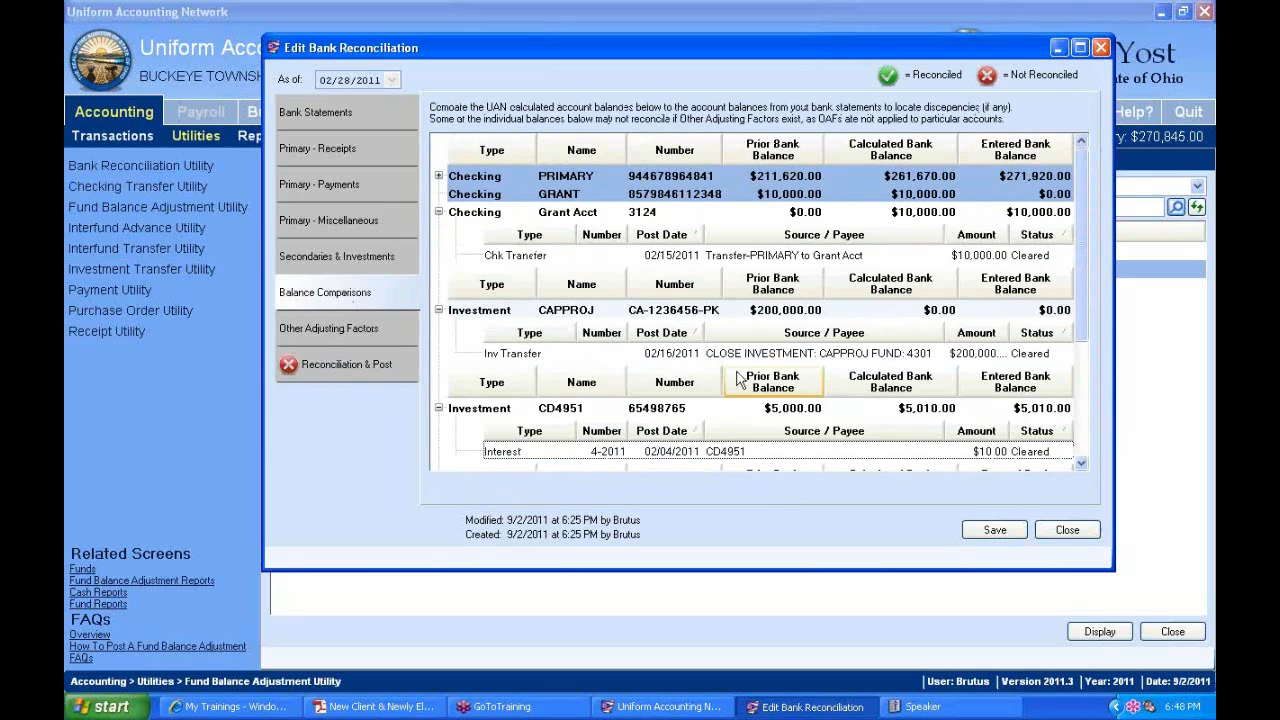 Uniform Accounting Network
Uniform Acco
BUCKEYE TOWNSH
Yost
te of Ohio
Accounting Payroll
Help? Quit
Transactions Utilities Rep
y: $270,845.00
Bank Reconciliation Utility
Checking Transfer Utility
Fund Balance Adjustment Utility
Interfund Advance Utility
Interfund Transfer Utility
Investment Transfer Utility
Payment Utility
Purchase Order Utility
Receipt Utility
Related Screens
Funds
Fund Balance Adjustment Reports
Cash Reports
Fund Reports
FAQs
Overview
How To Post A Fund Balance Adjustment
FAQs
Edit Bank Reconciliation
As of: 02/28/2011
= Reconciled = Not Reconciled
Bank Statements
Primary - Receipts
Primary - Payments
Primary - Miscellaneous
Secondaries & Investments
Balance Comparisons
Other Adjusting Factors
Reconciliation & Post
Compare the UAN calculated account balances below to the account balances from your bank statements to locate discrepencies (if any).
Some of the individual balances below may not reconcile if Other Adjusting Factors exist, as OAFs are not applied to particular accounts.
Type Name Number Prior Bank Balance Calculated Bank Balance Entered Bank Balance
Checking PRIMARY 944678964841 $211,620.00 $261,670.00 $271,920.00
Checking GRANT 8579846112348 $10,000.00 $10,000.00 $0.00
Checking Grant Acct 3124 $0.00 $10,000.00 $10,000.00
Type Number Post Date Source / Payee Amount Status
Chk Transfer 02/15/2011 Transfer-PRIMARY to Grant Acct $10,000.00 Cleared
Type Name Number Prior Bank Balance Calculated Bank Balance Entered Bank Balance
Investment CAPPROJ CA-1236456-PK $200,000.00 $0.00 $0.00
Type Number Post Date Source / Payee Amount Status
Inv Transfer 02/16/2011 CLOSE INVESTMENT: CAPPROJ FUND: 4301 $200,000.... Cleared
Type Name Number Prior Bank Balance Calculated Bank Balance Entered Bank Balance
Investment CD4951 65498765 $5,000.00 $5,010.00 $5,010.00
Type Number Post Date Source / Payee Amount Status
Interest 4-2011 02/04/2011 CD4951 $10.00 Cleared
Modified: 9/2/2011 at 6:25 PM by Brutus
Created: 9/2/2011 at 6:25 PM by Brutus
Save Close
Display Close
Accounting > Utilities > Fund Balance Adjustment Utility
User: Brutus Version 2011.3 Year: 2011 Date: 9/2/2011
start My Trainings - Windo... New Client & Newly El... GoToTraining Uniform Accounting N... Edit Bank Reconciliation Speaker 6:48 PM